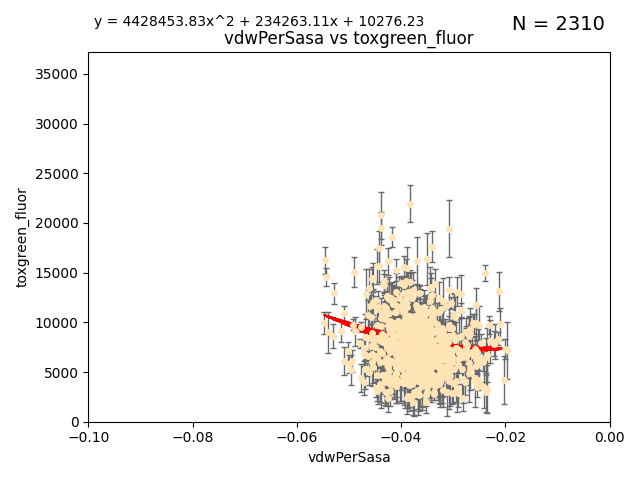 y = 4428453.83x^2 + 234263.11x + 10276.23
N = 2310
vdwPerSasa vs toxgreen_fluor
35000
30000
25000
20000
15000
10000
5000
0
toxgreen_fluor
−0.10 −0.08 −0.06 −0.04 −0.02 0.00
vdwPerSasa